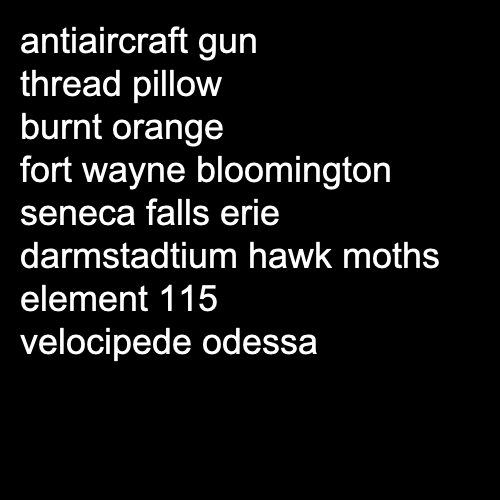 antiaircraft gun
thread pillow
burnt orange
fort wayne bloomington
seneca falls erie
darmstadtium hawk moths
element 115
velocipede odessa